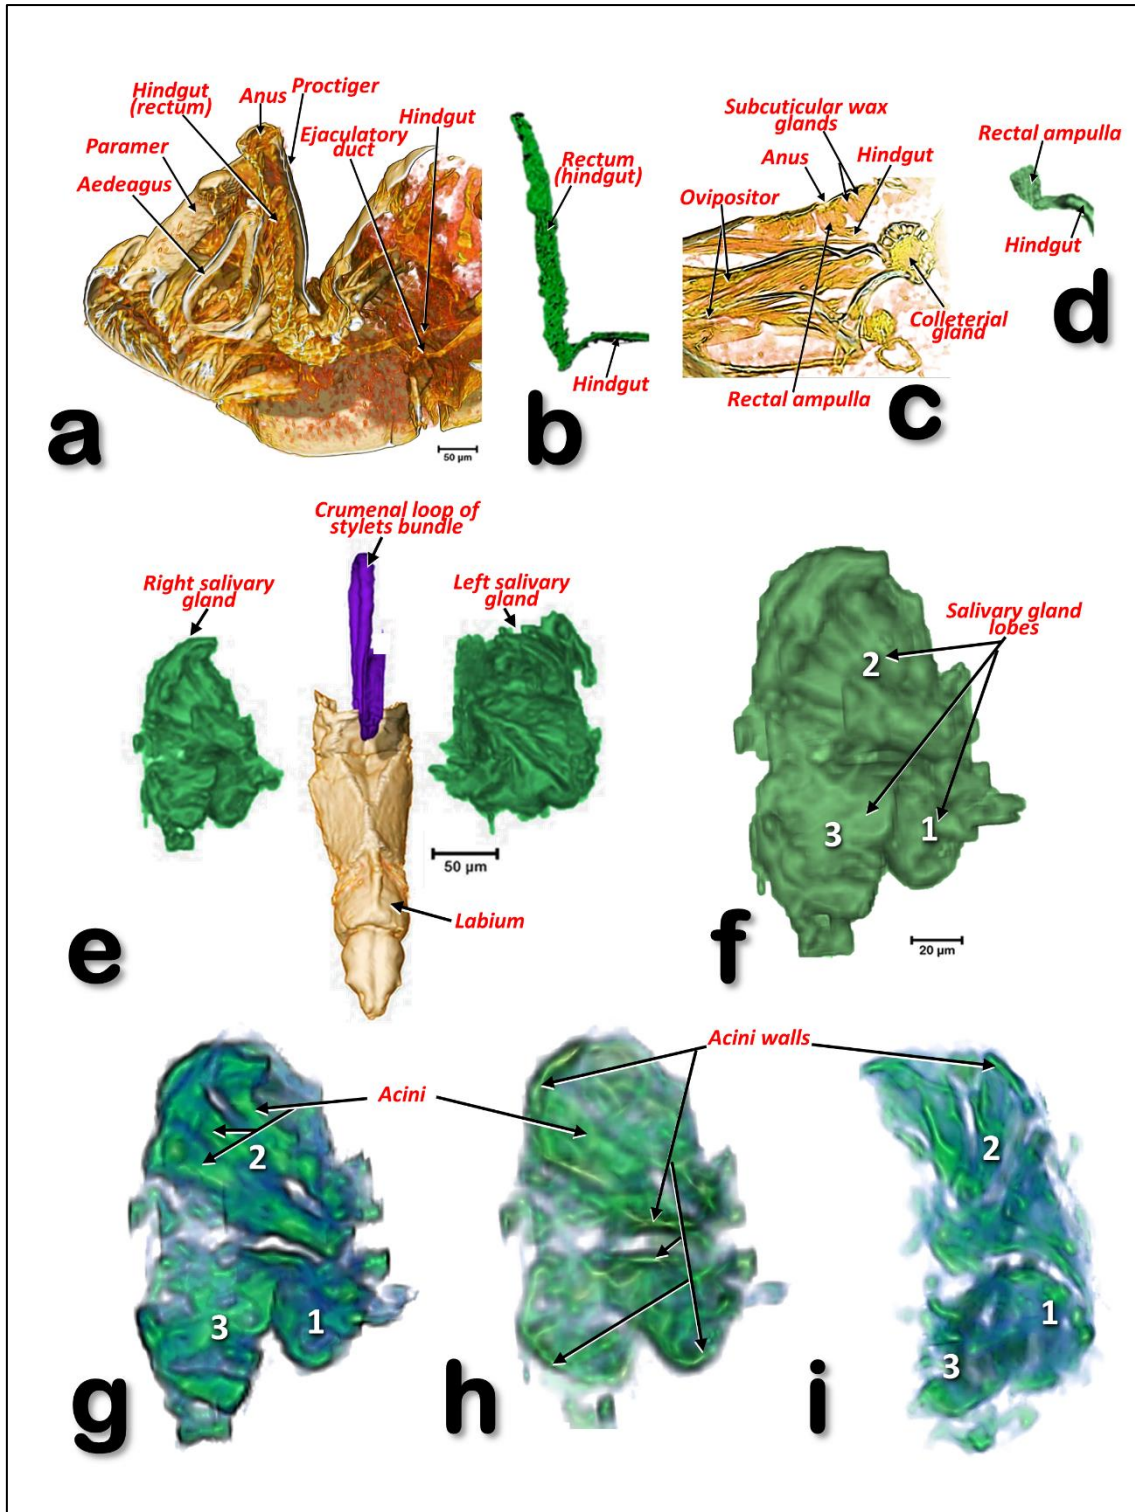 Hindgut
(rectum)
Anus
Proctiger
Paramer
Aedeagus
Ejaculatory
duct
Hindgut
50 µm
a
Rectum
(hindgut)
Hindgut
b
Subcuticular wax
glands
Anus
Hindgut
Ovipositor
Colleterial
gland
Rectal ampulla
c
Rectal ampulla
Hindgut
d
Crumenal loop of
stylets bundle
Right salivary
gland
Left salivary
gland
50 µm
Labium
e
Salivary gland
lobes
2
3
1
20 µm
f
Acini
2
3
1
g
Acini walls
h
2
1
3
i